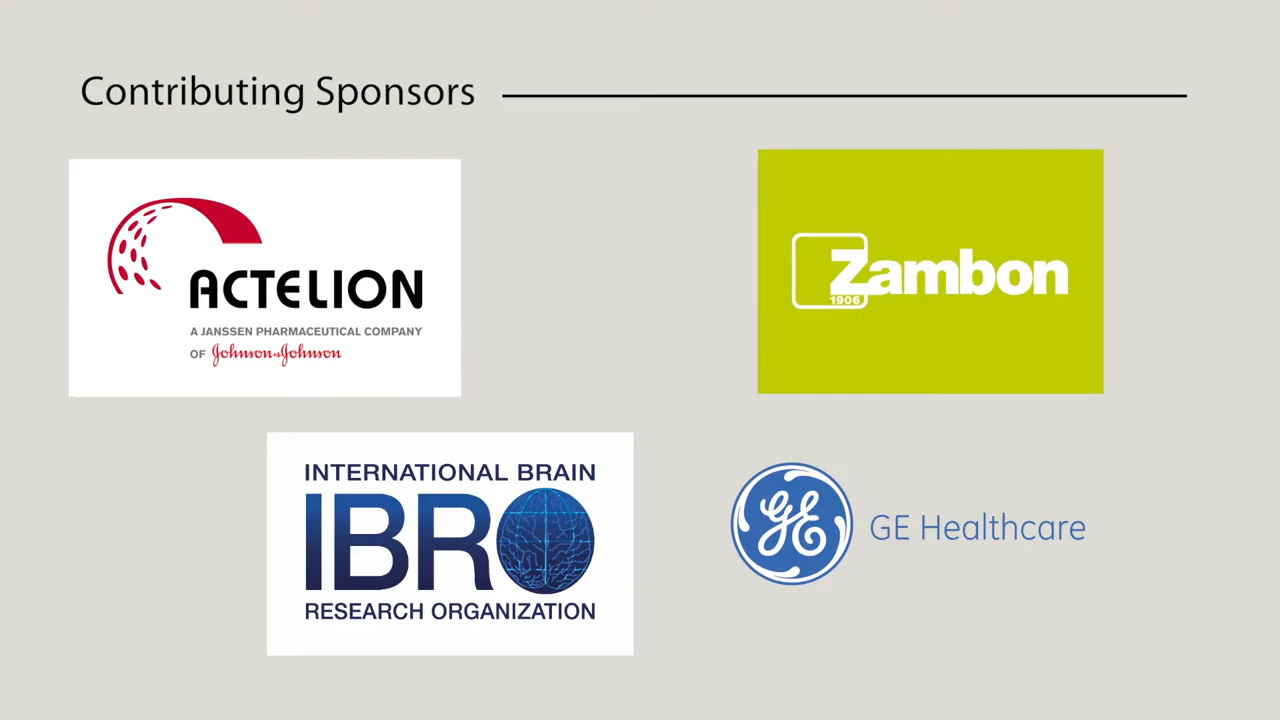 Contributing Sponsors
ACTELION
A JANSSEN PHARMACEUTICAL COMPANY
OF Johnson&Johnson
Zambon
1906
INTERNATIONAL BRAIN
IBRO
RESEARCH ORGANIZATION
GE
GE Healthcare